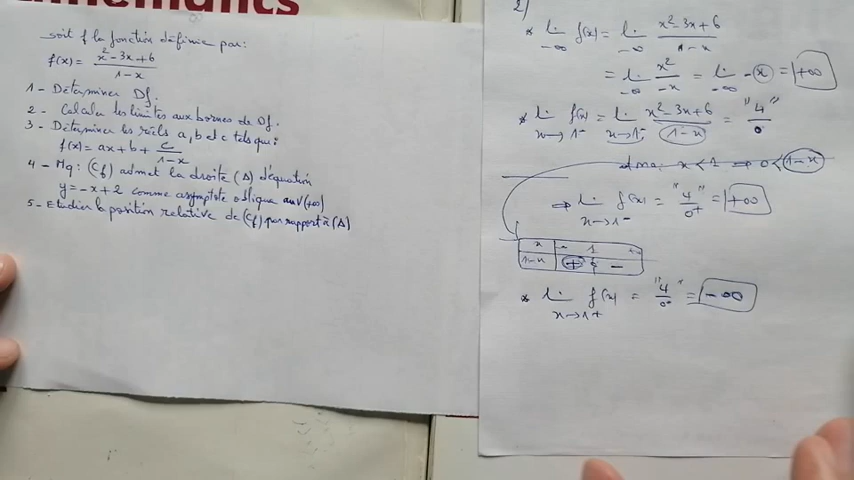 ematics
soit f la fonction définie par:
f(x) = x²-3x+6 / 1-x
1 - Déterminer Df.
2 - Calculer les limites aux bornes de Df.
3 - Déterminer les réels a, b et c tels que:
f(x) = ax+b+ c / 1-x
4 - Mq: (Cf) admet la droite (Δ) d'équation
y=-x+2 comme asymptote oblique au V(+∞)
5 - Etudier la position relative de (Cf) par rapport à (Δ)
2)
* lim f(x) = lim x²-3x+6 / 1-x
-∞ -∞
= lim x² / -x = lim -x = +∞
-∞ -∞
* lim f(x) = lim x²-3x+6 / 1-x = "4 / 0"
x→1⁻ x→1⁻
x < 1 ⇒ 0 < 1-x
⇒ lim f(x) = "4" / 0⁺ = +∞
x→1⁻
x | -∞ 1 +∞
1-x | + 0 -
* lim f(x) = "4" / 0⁻ = -∞
x→1+